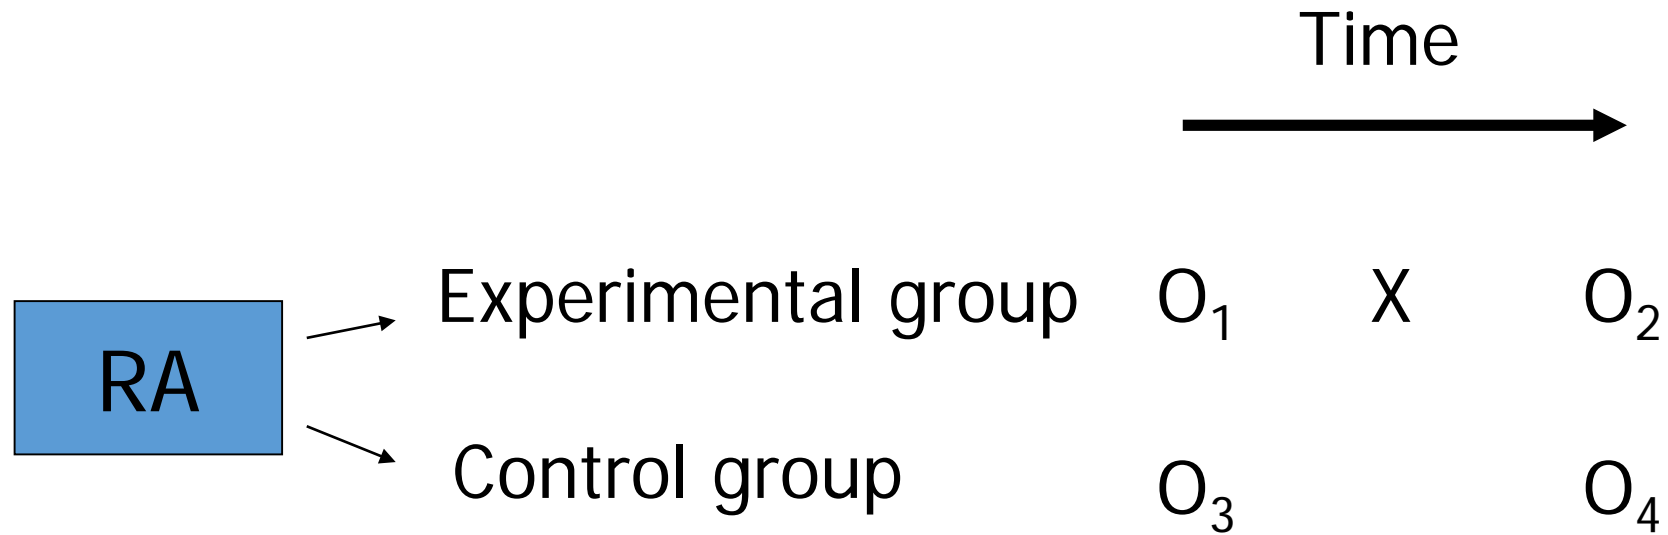 Time
Experimental group O₁ X O₂
RA
Control group O₃ O₄